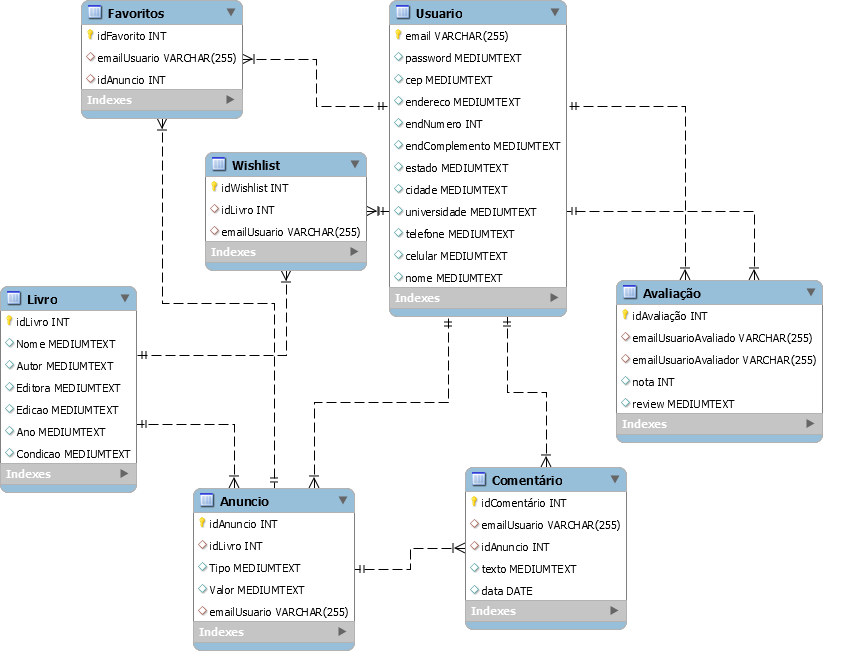 Favoritos
idFavorito INT
emailUsuario VARCHAR(255)
idAnuncio INT
Indexes
Usuario
email VARCHAR(255)
password MEDIUMTEXT
cep MEDIUMTEXT
endereco MEDIUMTEXT
endNumero INT
endComplemento MEDIUMTEXT
estado MEDIUMTEXT
cidade MEDIUMTEXT
universidade MEDIUMTEXT
telefone MEDIUMTEXT
celular MEDIUMTEXT
nome MEDIUMTEXT
Indexes
Wishlist
idWishlist INT
idLivro INT
emailUsuario VARCHAR(255)
Indexes
Livro
idLivro INT
Nome MEDIUMTEXT
Autor MEDIUMTEXT
Editora MEDIUMTEXT
Edicao MEDIUMTEXT
Ano MEDIUMTEXT
Condicao MEDIUMTEXT
Indexes
Avaliação
idAvaliação INT
emailUsuarioAvaliado VARCHAR(255)
emailUsuarioAvaliador VARCHAR(255)
nota INT
review MEDIUMTEXT
Indexes
Anuncio
idAnuncio INT
idLivro INT
Tipo MEDIUMTEXT
Valor MEDIUMTEXT
emailUsuario VARCHAR(255)
Indexes
Comentário
idComentário INT
emailUsuario VARCHAR(255)
idAnuncio INT
texto MEDIUMTEXT
data DATE
Indexes